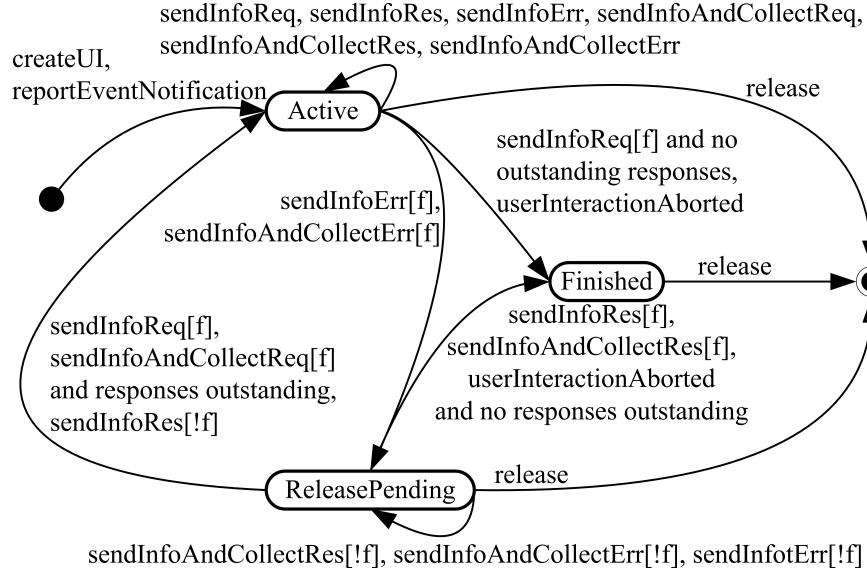 sendInfoReq, sendInfoRes, sendInfoErr, sendInfoAndCollectReq,
sendInfoAndCollectRes, sendInfoAndCollectErr
createUI,
reportEventNotification
Active
release
sendInfoReq[f] and no
outstanding responses,
userInteractionAborted
sendInfoErr[f],
sendInfoAndCollectErr[f]
Finished
release
sendInfoRes[f],
sendInfoAndCollectRes[f],
userInteractionAborted
and no responses outstanding
sendInfoReq[f],
sendInfoAndCollectReq[f]
and responses outstanding,
sendInfoRes[!f]
ReleasePending
release
sendInfoAndCollectRes[!f], sendInfoAndCollectErr[!f], sendInfotErr[!f]